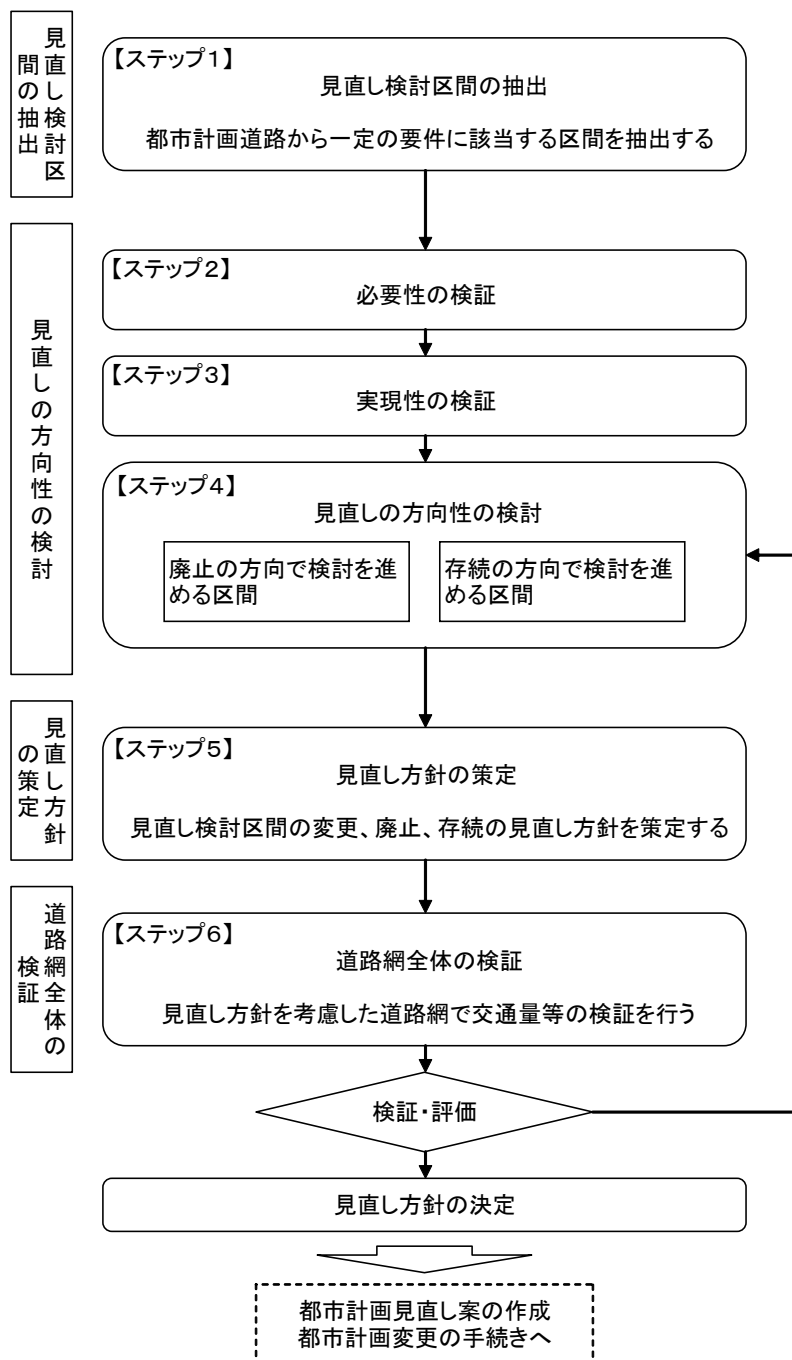 見直し検討区
間の抽出
【ステップ1】
見直し検討区間の抽出
都市計画道路から一定の要件に該当する区間を抽出する
見直しの方向性の検討
【ステップ2】
必要性の検証
【ステップ3】
実現性の検証
【ステップ4】
見直しの方向性の検討
廃止の方向で検討を進
める区間
存続の方向で検討を進
める区間
見直し方針
の策定
【ステップ5】
見直し方針の策定
見直し検討区間の変更、廃止、存続の見直し方針を策定する
道路網全体の
検証
【ステップ6】
道路網全体の検証
見直し方針を考慮した道路網で交通量等の検証を行う
検証・評価
見直し方針の決定
都市計画見直し案の作成
都市計画変更の手続きへ